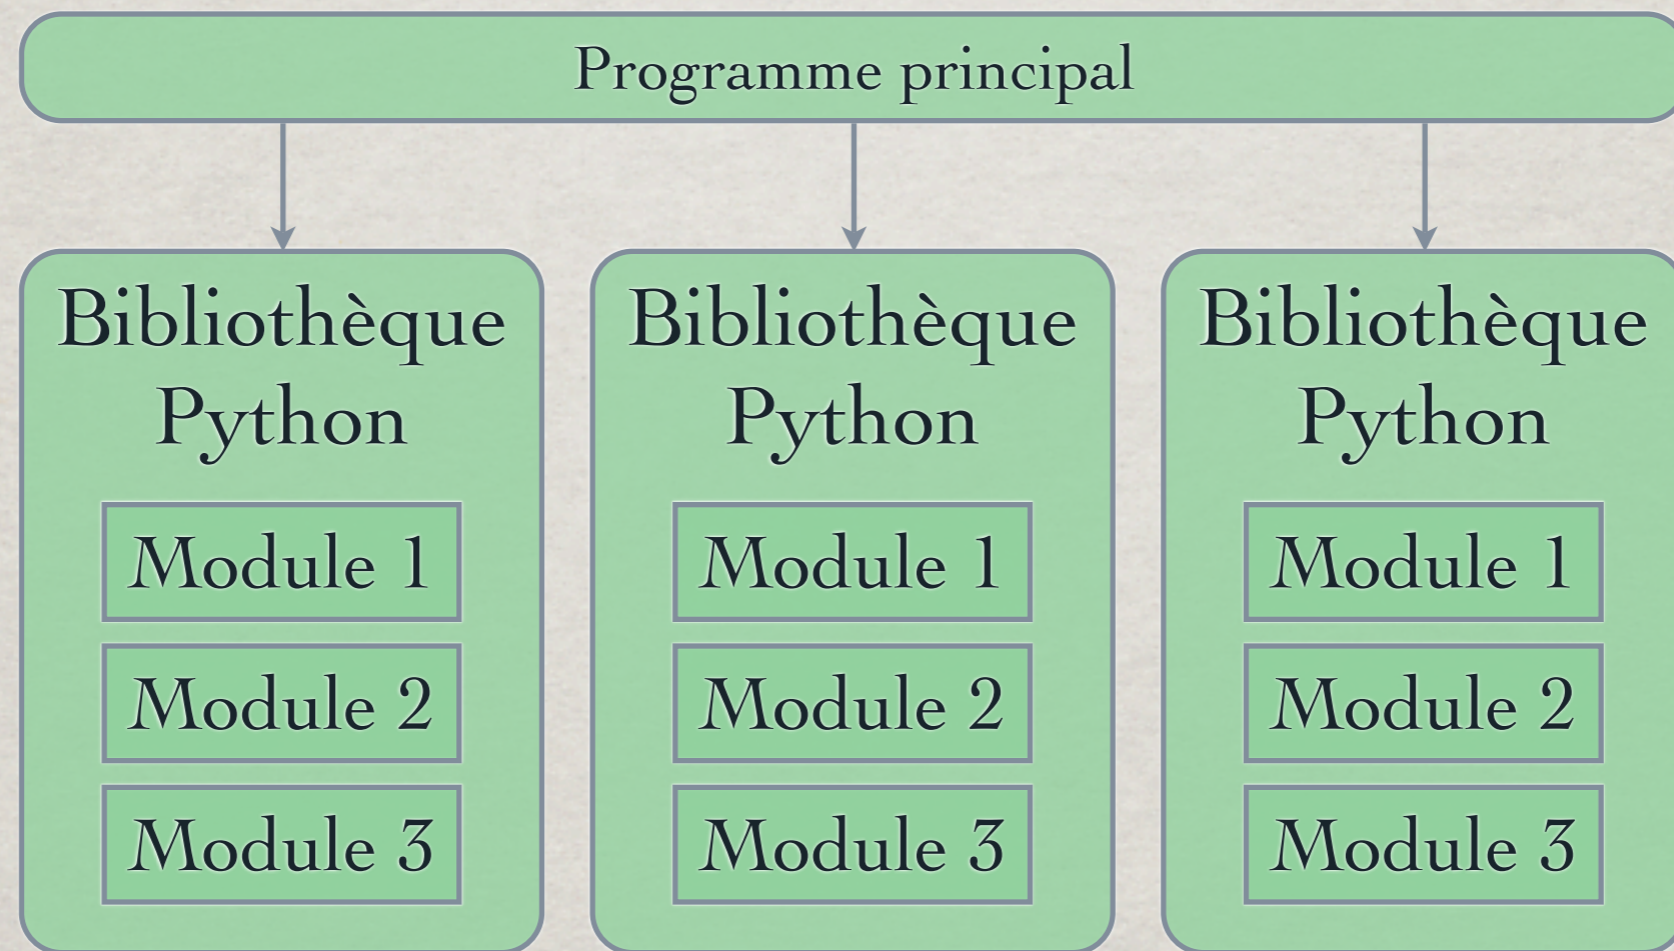 Programme principal
Bibliothèque
Python
Module 1
Module 2
Module 3
Bibliothèque
Python
Module 1
Module 2
Module 3
Bibliothèque
Python
Module 1
Module 2
Module 3